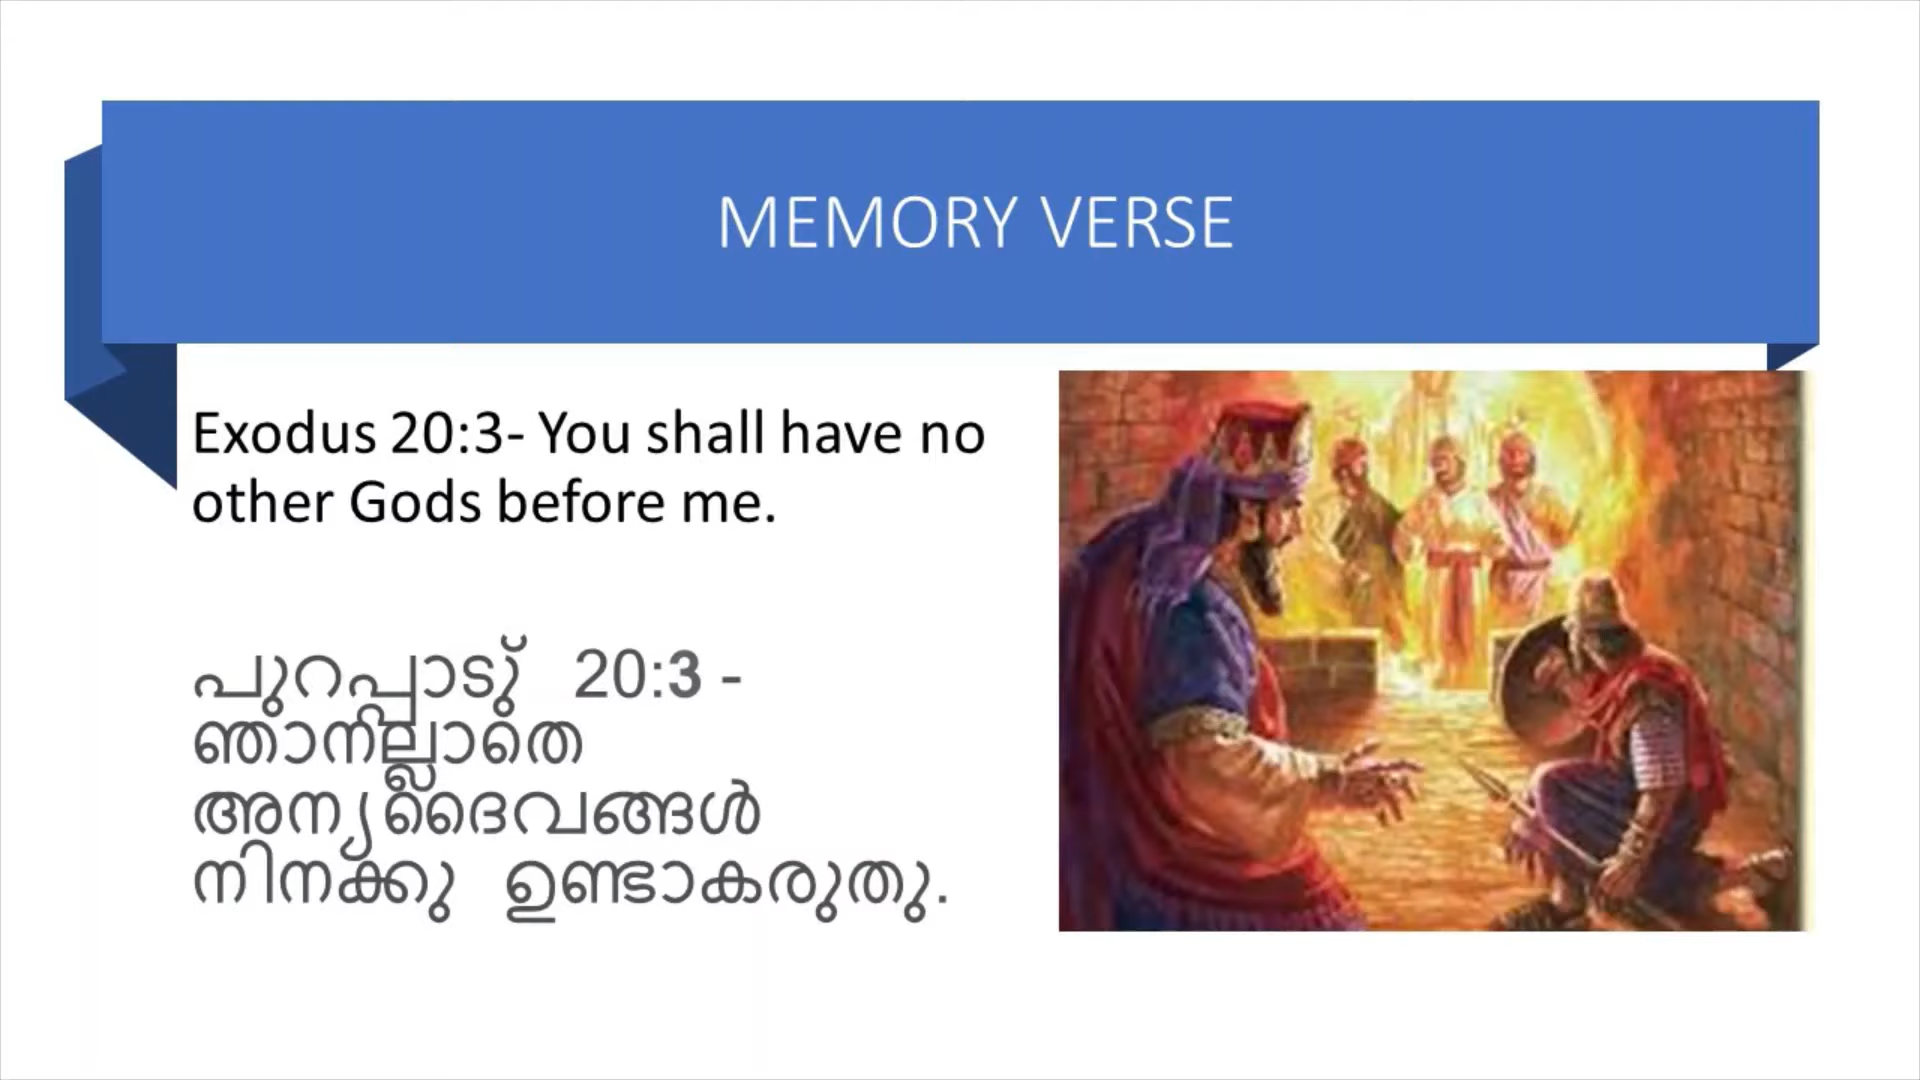 MEMORY VERSE
Exodus 20:3- You shall have no
other Gods before me.
പുറപ്പാടു് 20:3 -
ഞാനല്ലാതെ
അന്യദൈവങ്ങൾ
നിനക്കു ഉണ്ടാകരുതു.